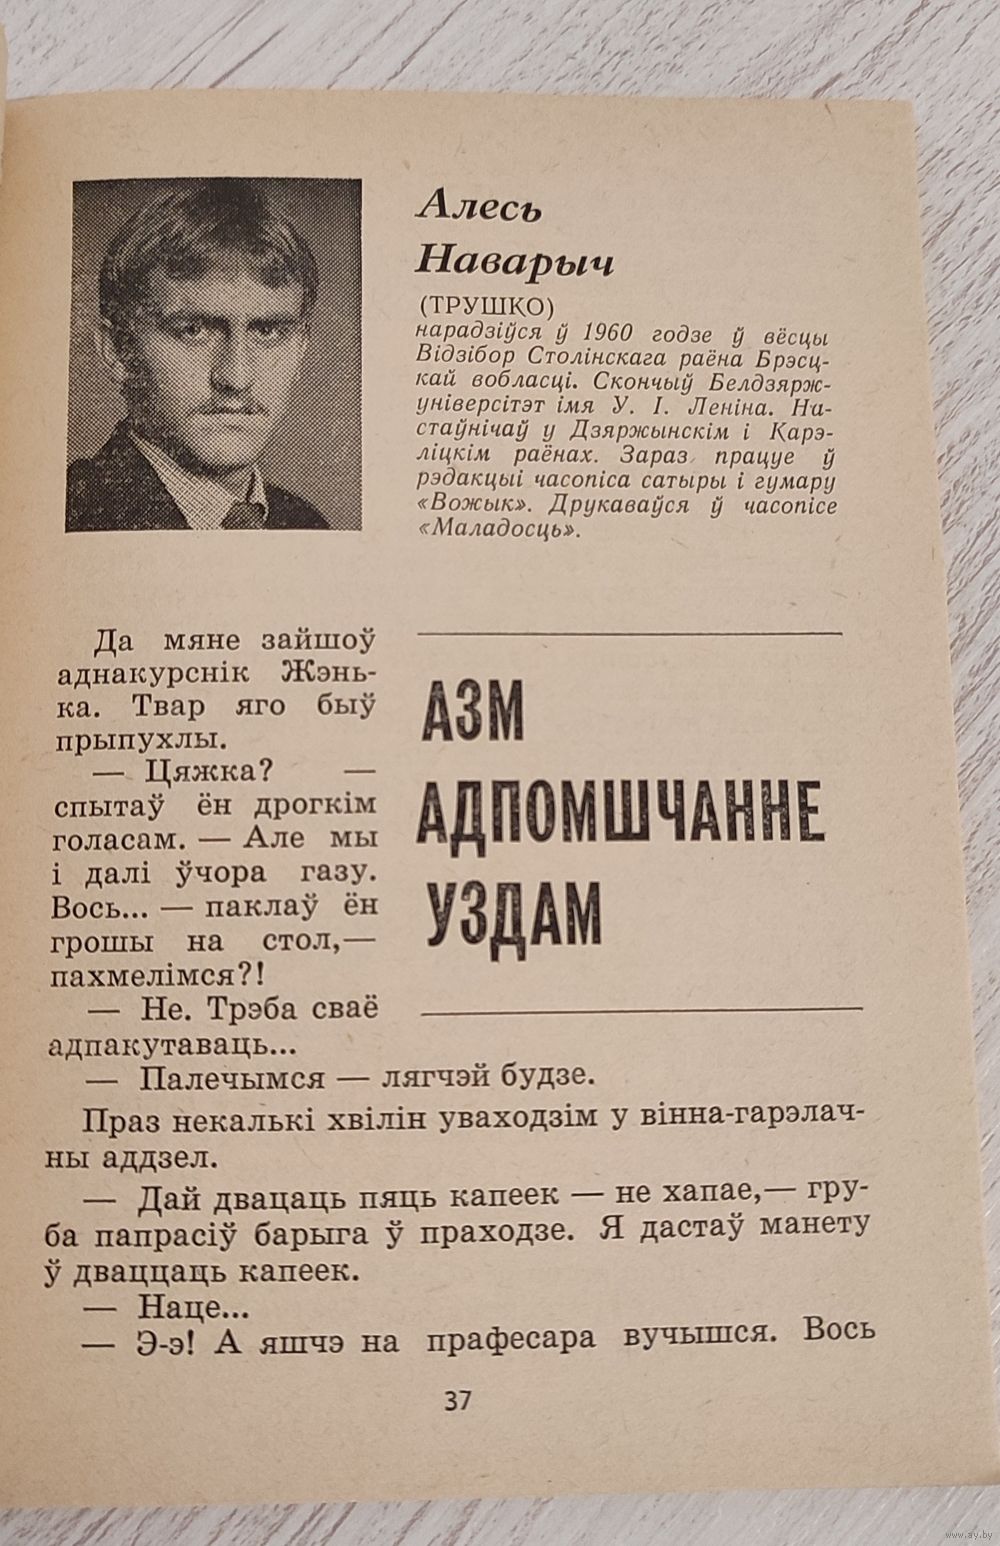 Алесь
Наварыч
(ТРУШКО)
нарадзіўся ў 1960 годзе ў вёсцы
Відзібор Столінскага раёна Брэсц-
кай вобласці. Скончыў Белдзярж-
універсітэт імя У. І. Леніна. На-
стаўнічаў у Дзяржынскім і Карэ-
ліцкім раёнах. Зараз працуе ў
рэдакцыі часопіса сатыры і гумару
«Вожык». Друкаваўся ў часопісе
«Маладосць».
АЗМ
АДПОМШЧАННЕ
УЗДАМ
Да мяне зайшоў
аднакурснік Жэнь-
ка. Твар яго быў
прыпухлы.
— Цяжка? —
спытаў ён дрогкім
голасам. — Але мы
і далі ўчора газу.
Вось... — паклаў ён
грошы на стол,—
пахмелімся?!
— Не. Трэба сваё
адпакутаваць...
— Палечымся — лягчэй будзе.
Праз некалькі хвілін уваходзім у вінна-гарэлач-
ны аддзел.
— Дай двацаць пяць капеек — не хапае,— гру-
ба папрасіў барыга ў праходзе. Я дастаў манету
ў дваццаць капеек.
— Наце...
— Э-э! А яшчэ на прафесара вучышся. Вось
37
www.ay.by